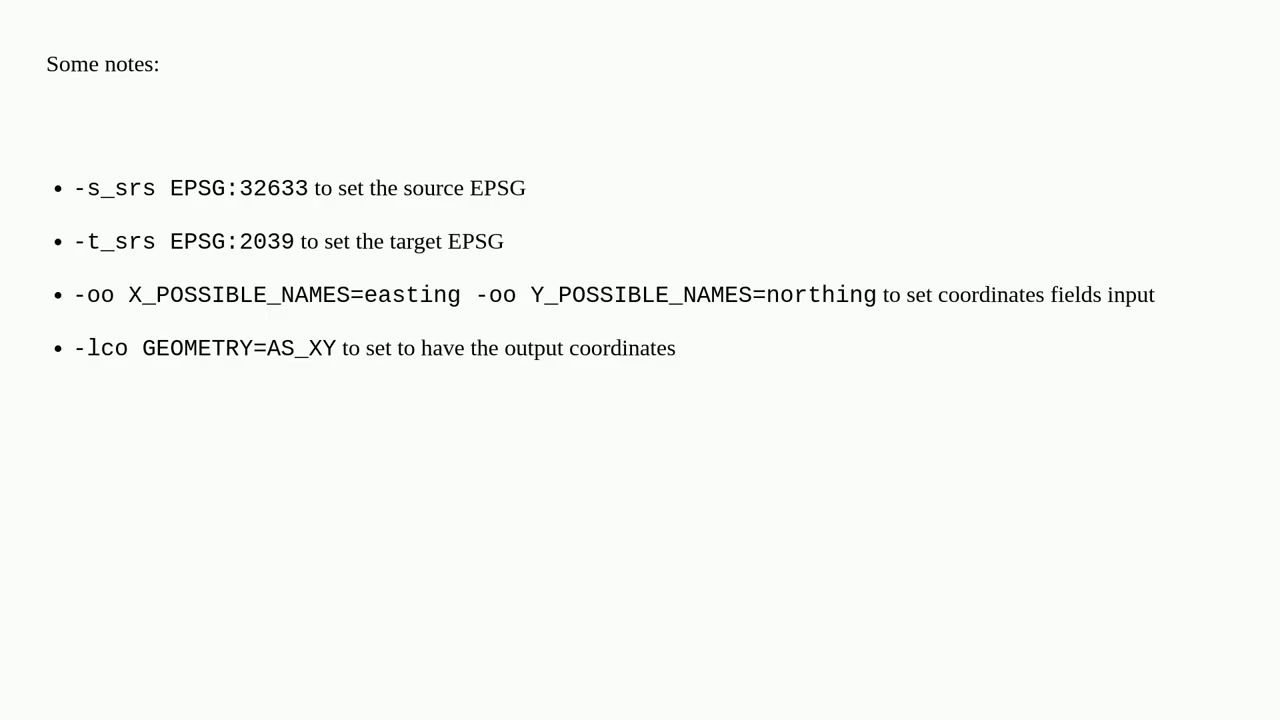 Some notes:
• -s_srs EPSG:32633 to set the source EPSG
• -t_srs EPSG:2039 to set the target EPSG
• -oo X_POSSIBLE_NAMES=easting -oo Y_POSSIBLE_NAMES=northing to set coordinates fields input
• -lco GEOMETRY=AS_XY to set to have the output coordinates